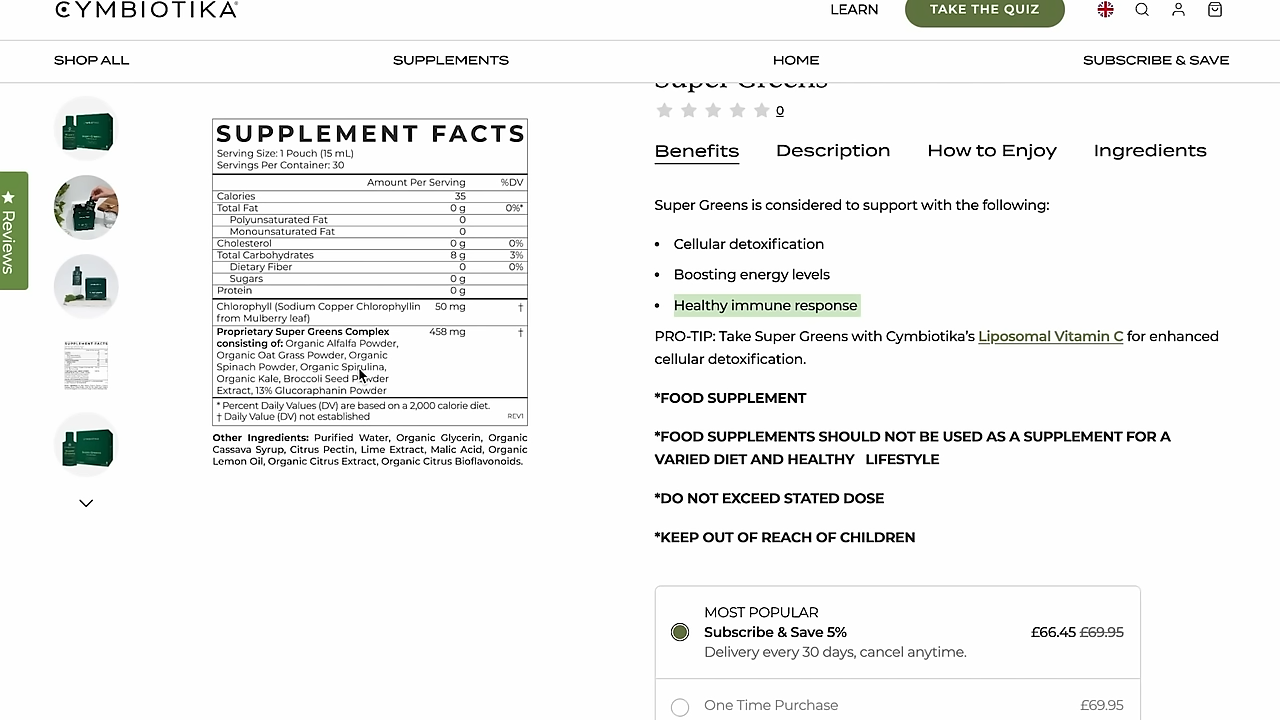 CYMBIOTIKA®
LEARN
TAKE THE QUIZ
SHOP ALL
SUPPLEMENTS
HOME
SUBSCRIBE & SAVE
Super Greens
0
Reviews
Benefits
Description
How to Enjoy
Ingredients
SUPPLEMENT FACTS
Serving Size: 1 Pouch (15 mL)
Servings Per Container: 30
Amount Per Serving %DV
Calories 35
Total Fat 0 g 0%*
Polyunsaturated Fat 0
Monounsaturated Fat 0
Cholesterol 0 g 0%
Total Carbohydrates 8 g 3%
Dietary Fiber 0 0%
Sugars 0 g
Protein 0 g
Chlorophyll (Sodium Copper Chlorophyllin 50 mg †
from Mulberry leaf)
Proprietary Super Greens Complex 458 mg †
consisting of: Organic Alfalfa Powder,
Organic Oat Grass Powder, Organic
Spinach Powder, Organic Spirulina,
Organic Kale, Broccoli Seed Powder
Extract, 13% Glucoraphanin Powder
* Percent Daily Values (DV) are based on a 2,000 calorie diet.
† Daily Value (DV) not established REV1
Other Ingredients: Purified Water, Organic Glycerin, Organic
Cassava Syrup, Citrus Pectin, Lime Extract, Malic Acid, Organic
Lemon Oil, Organic Citrus Extract, Organic Citrus Bioflavonoids.
Super Greens is considered to support with the following:
• Cellular detoxification
• Boosting energy levels
• Healthy immune response
PRO-TIP: Take Super Greens with Cymbiotika’s Liposomal Vitamin C for enhanced
cellular detoxification.
*FOOD SUPPLEMENT
*FOOD SUPPLEMENTS SHOULD NOT BE USED AS A SUPPLEMENT FOR A
VARIED DIET AND HEALTHY LIFESTYLE
*DO NOT EXCEED STATED DOSE
*KEEP OUT OF REACH OF CHILDREN
MOST POPULAR
Subscribe & Save 5% £66.45 £69.95
Delivery every 30 days, cancel anytime.
One Time Purchase £69.95